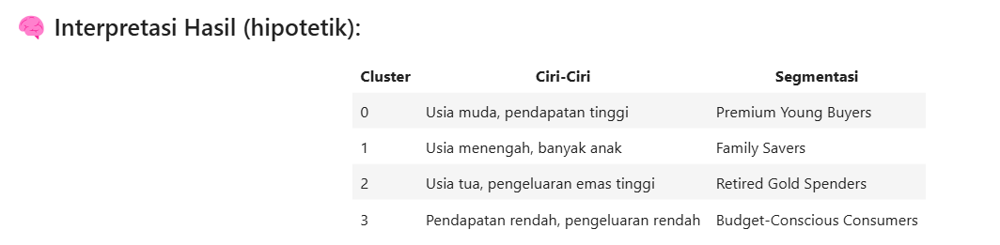 🧠 Interpretasi Hasil (hipotetik):
Cluster Ciri-Ciri Segmentasi
0 Usia muda, pendapatan tinggi Premium Young Buyers
1 Usia menengah, banyak anak Family Savers
2 Usia tua, pengeluaran emas tinggi Retired Gold Spenders
3 Pendapatan rendah, pengeluaran rendah Budget-Conscious Consumers